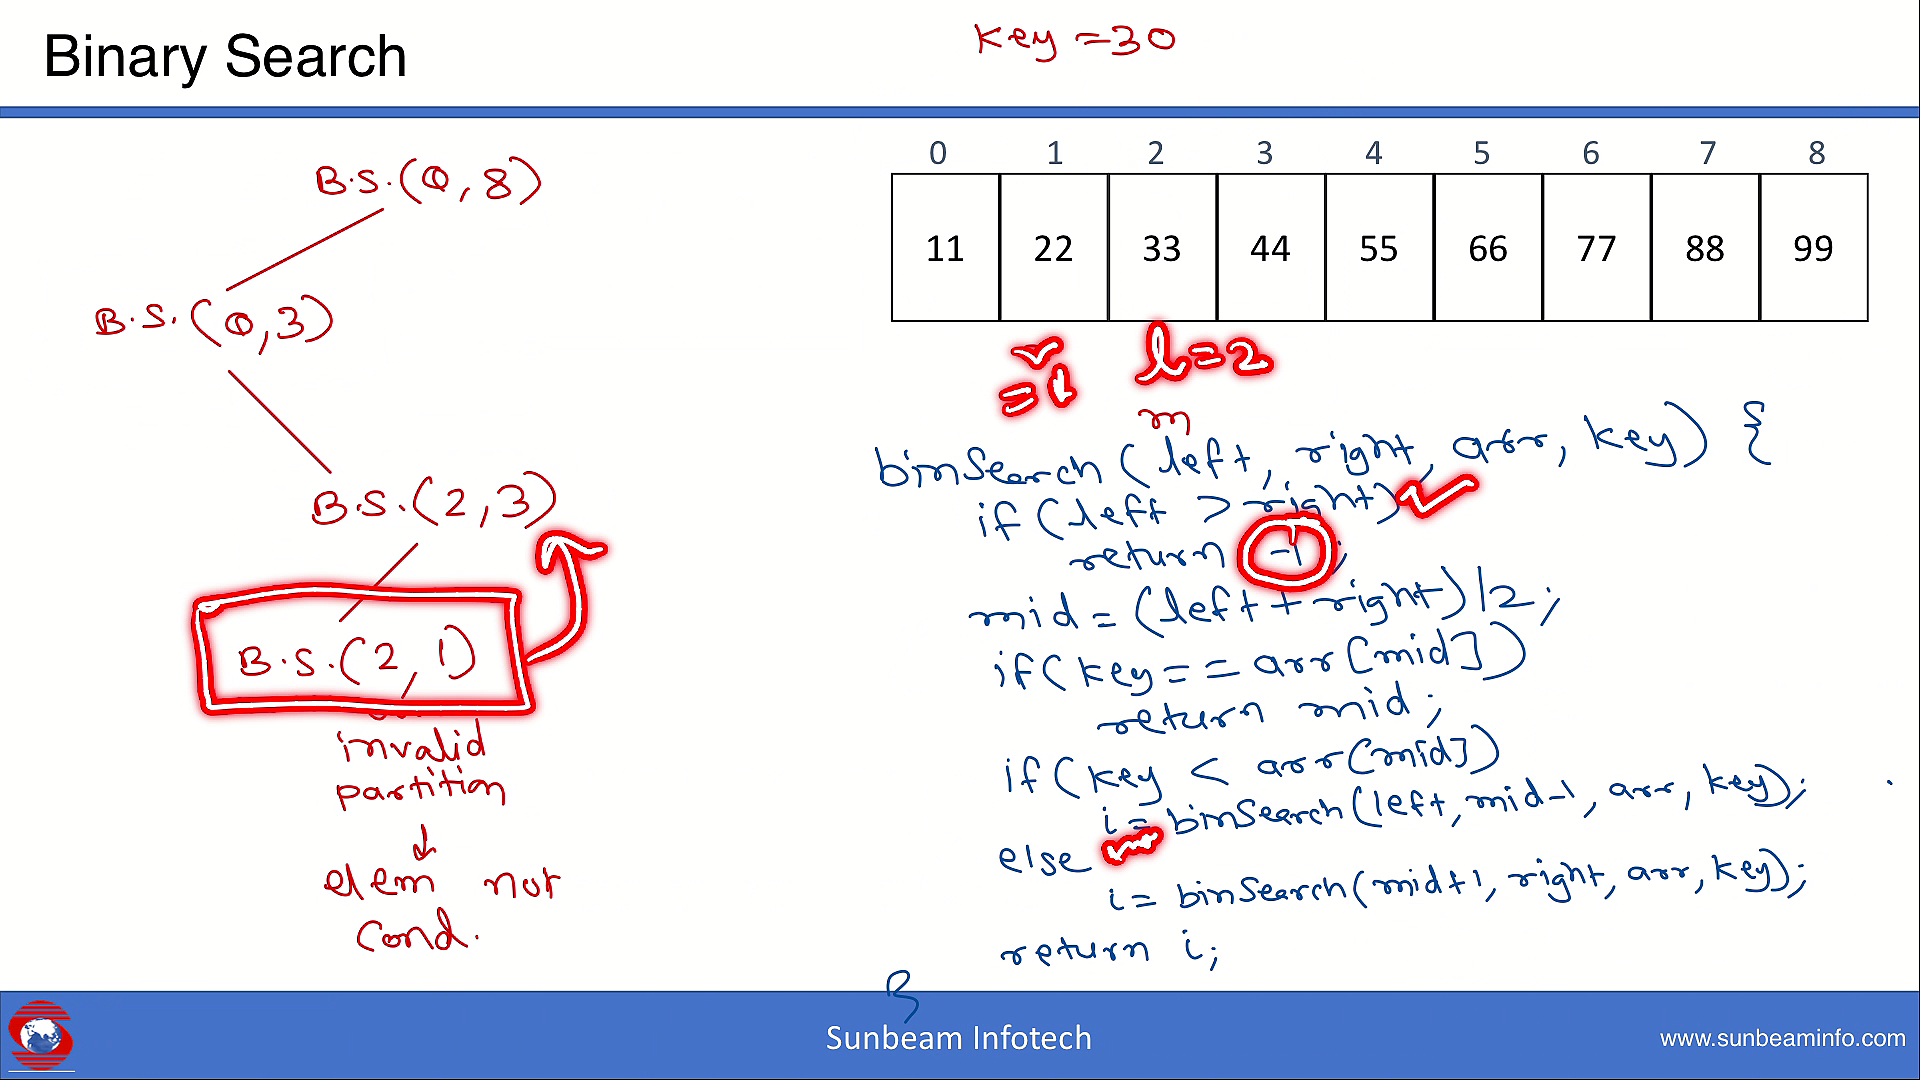 Binary Search
key = 30
B.S.(0, 8)
B.S.(0,3)
B.S.(2,3)
B.S.(2, 1)
invalid
partition
elem not
cond.
0 1 2 3 4 5 6 7 8
11 22 33 44 55 66 77 88 99
r l=2
=1
m
binSearch(left, right, arr, key) {
if(left > right)
return -1;
mid = (left + right)/2;
if(key == arr[mid])
return mid;
if(key < arr[mid])
i = binSearch(left, mid-1, arr, key);
else
i = binSearch(mid+1, right, arr, key);
return i;
}
Sunbeam Infotech
www.sunbeaminfo.com